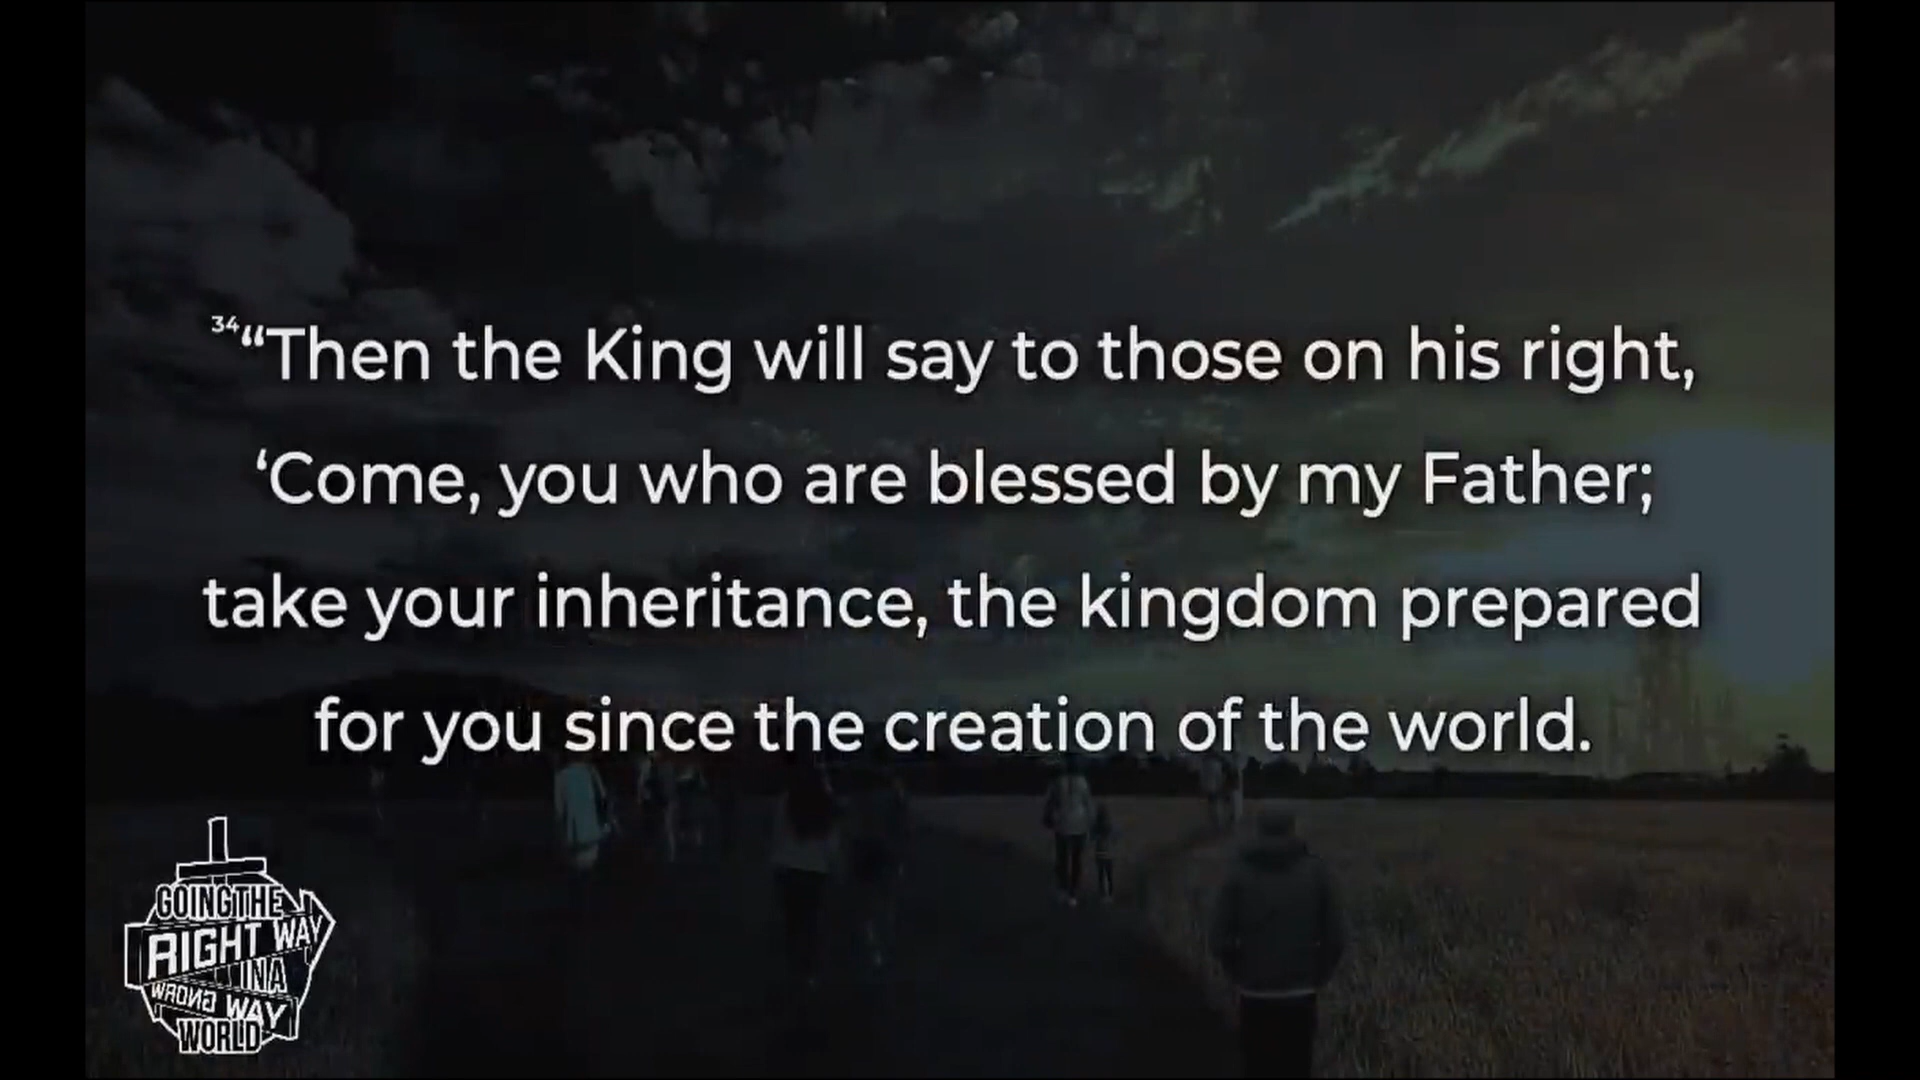 34“Then the King will say to those on his right,
‘Come, you who are blessed by my Father;
take your inheritance, the kingdom prepared
for you since the creation of the world.
GOING THE
RIGHT WAY
IN A
WRONG WAY
WORLD